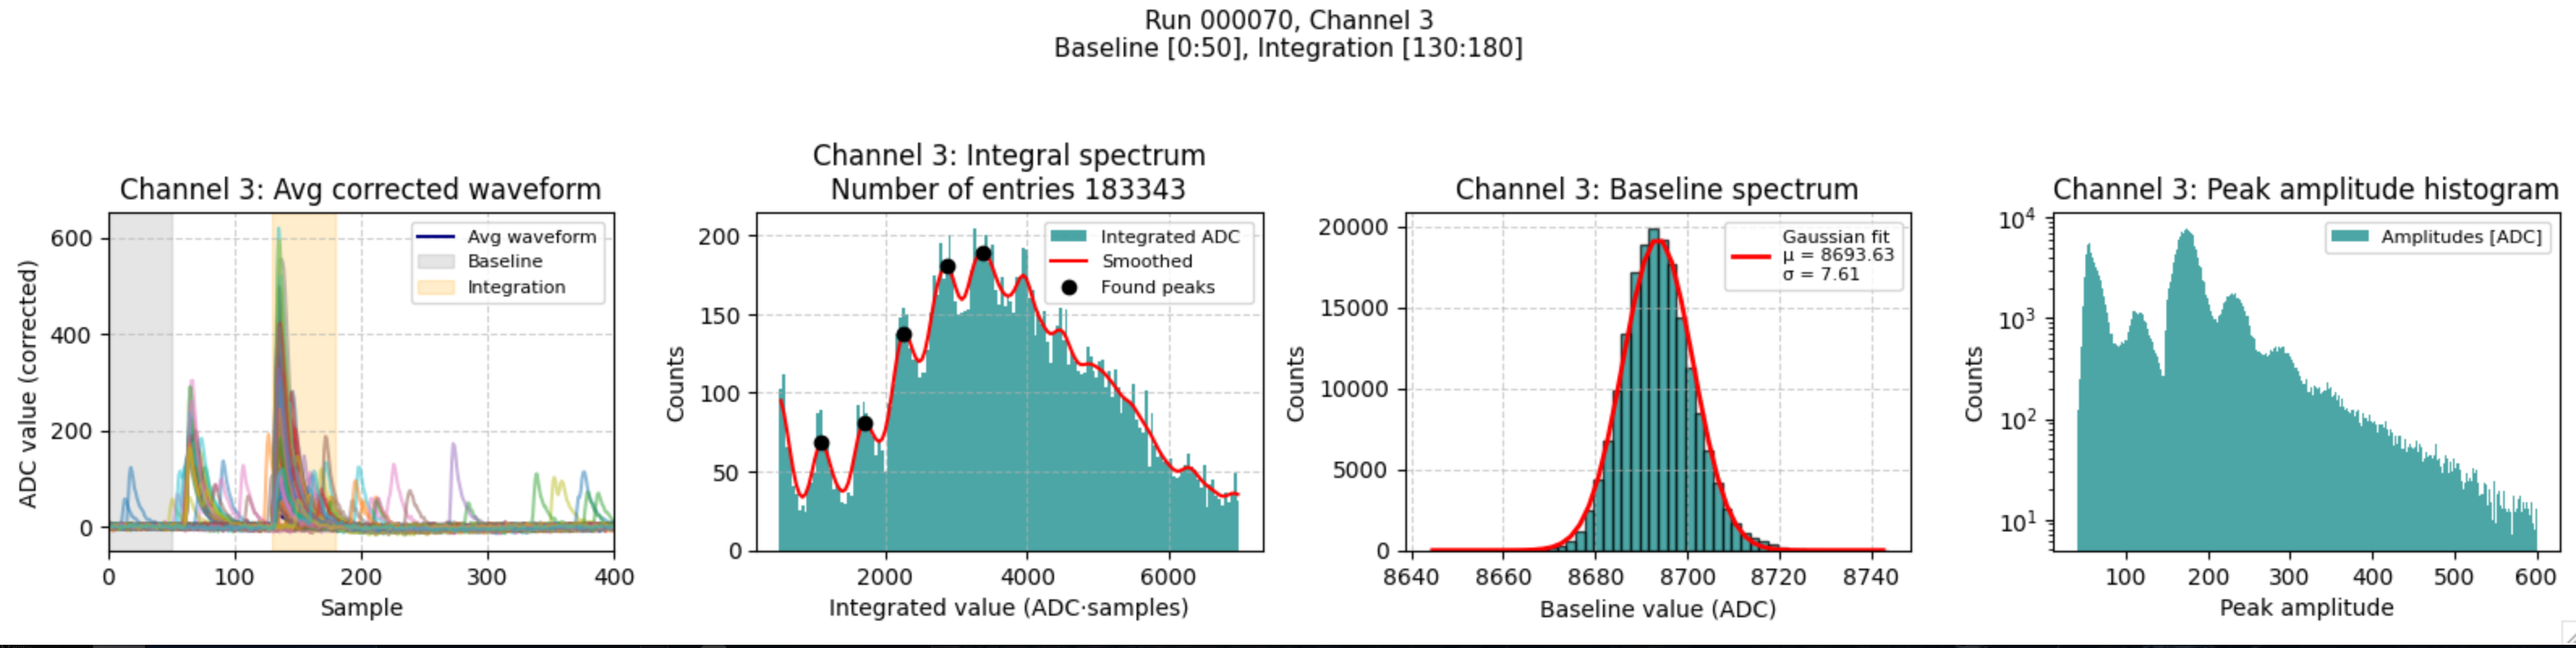 Run 000070, Channel 3
Baseline [0:50], Integration [130:180]
Channel 3: Avg corrected waveform
ADC value (corrected)
600
400
200
0
0 100 200 300 400
Sample
Avg waveform
Baseline
Integration
Channel 3: Integral spectrum
Number of entries 183343
Counts
200
150
100
50
0
2000 4000 6000
Integrated value (ADC·samples)
Integrated ADC
Smoothed
Found peaks
Channel 3: Baseline spectrum
Counts
20000
15000
10000
5000
0
8640 8660 8680 8700 8720 8740
Baseline value (ADC)
Gaussian fit
μ = 8693.63
σ = 7.61
Channel 3: Peak amplitude histogram
Counts
10⁴
10³
10²
10¹
100 200 300 400 500 600
Peak amplitude
Amplitudes [ADC]